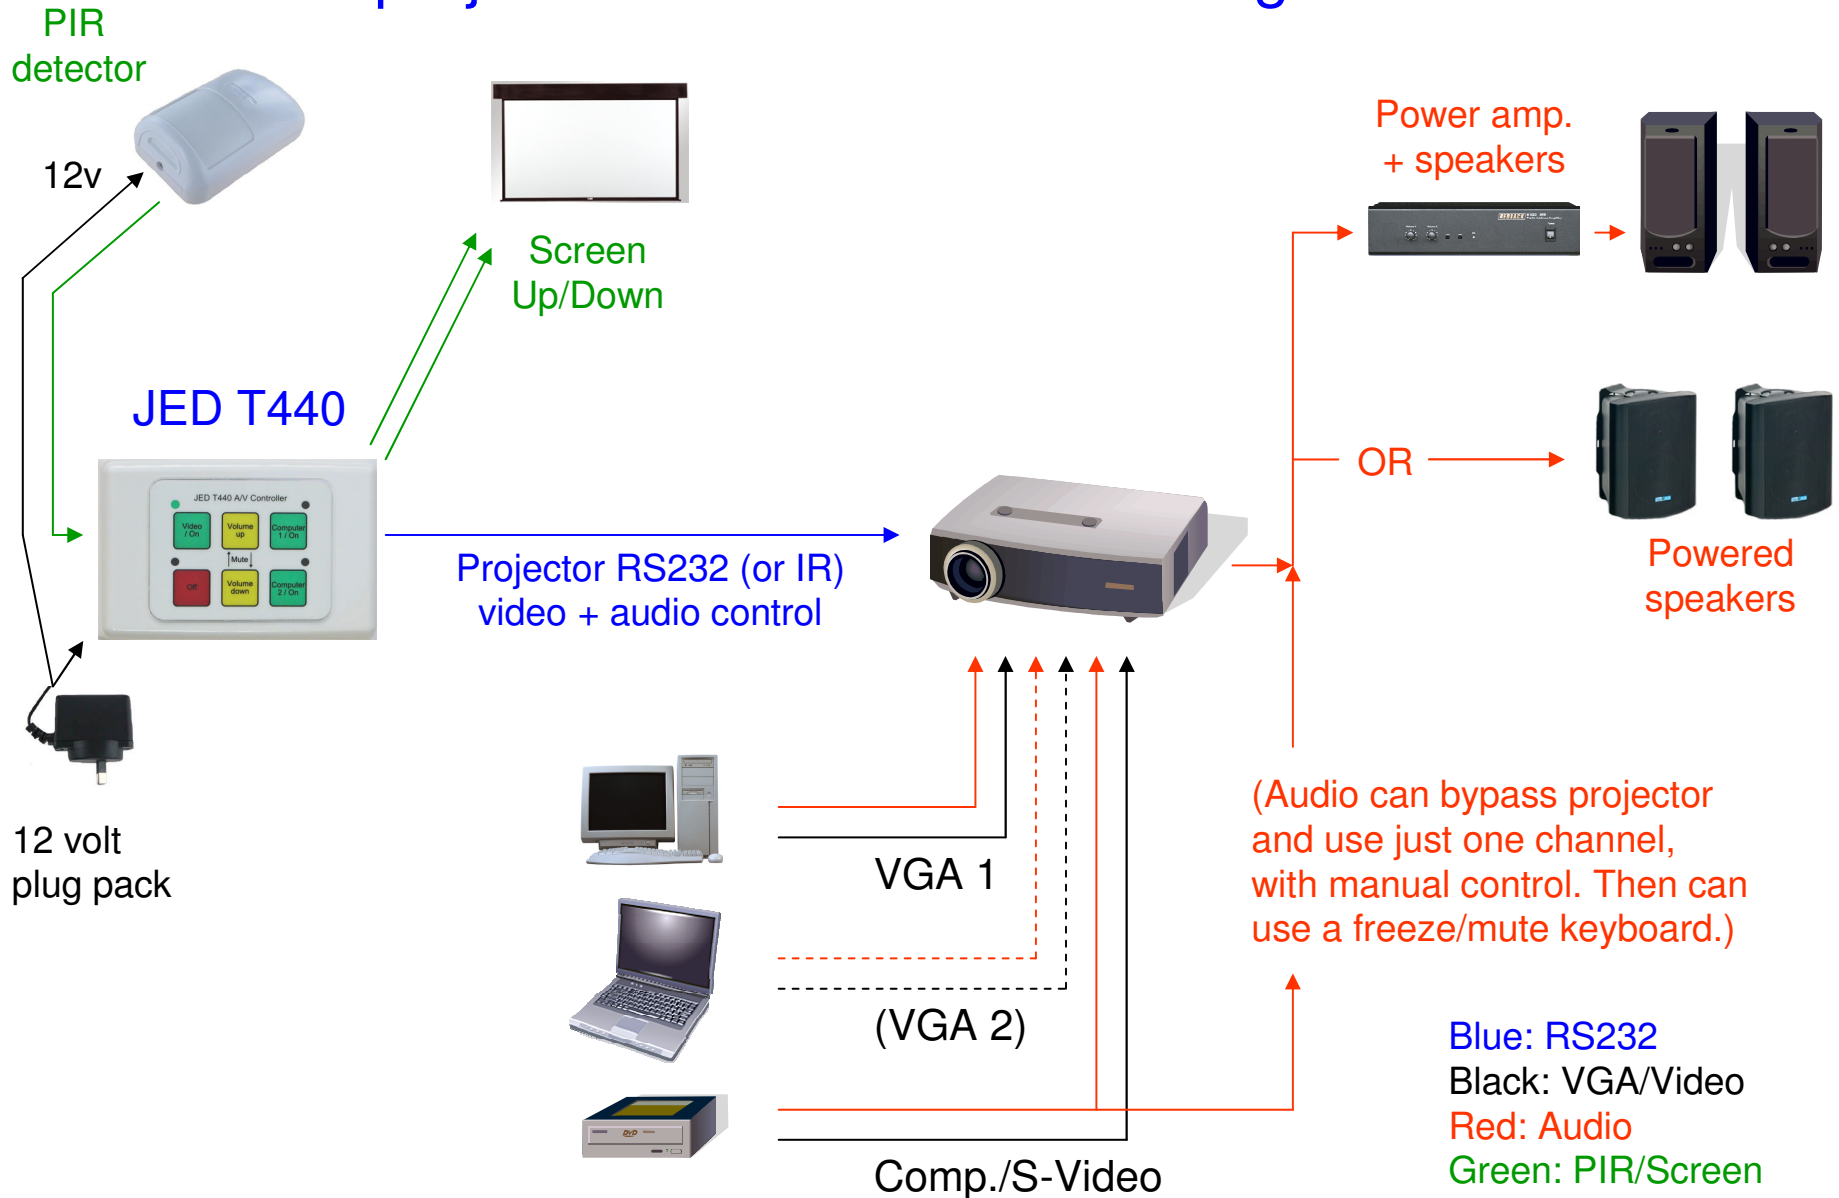 PIR
detector
12v
Screen
Up/Down
Power amp.
+ speakers
JED T440
JED T440 A/V Controller
Video
/ On
Volume
up
Computer
1 / On
Mute
Off
Volume
down
Computer
2 / On
OR
Projector RS232 (or IR)
video + audio control
Powered
speakers
12 volt
plug pack
VGA 1
(Audio can bypass projector
and use just one channel,
with manual control. Then can
use a freeze/mute keyboard.)
(VGA 2)
DVD
Comp./S-Video
Blue: RS232
Black: VGA/Video
Red: Audio
Green: PIR/Screen